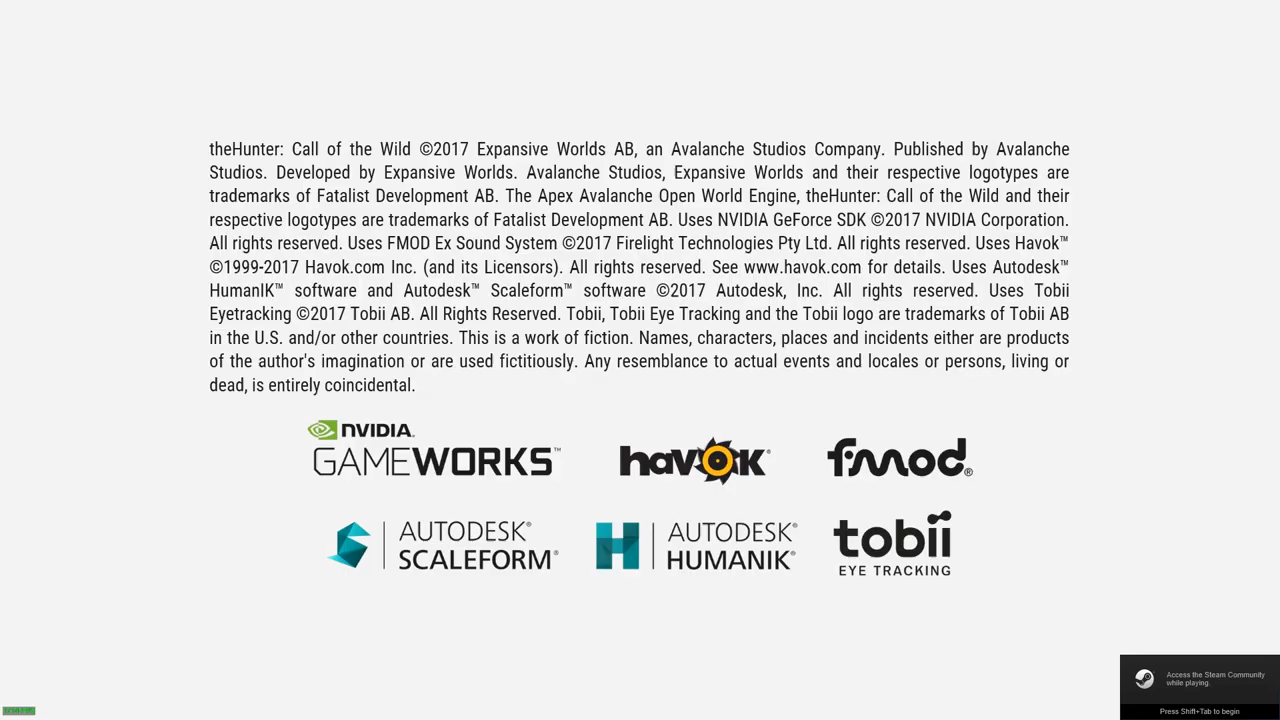 theHunter: Call of the Wild ©2017 Expansive Worlds AB, an Avalanche Studios Company. Published by Avalanche
Studios. Developed by Expansive Worlds. Avalanche Studios, Expansive Worlds and their respective logotypes are
trademarks of Fatalist Development AB. The Apex Avalanche Open World Engine, theHunter: Call of the Wild and their
respective logotypes are trademarks of Fatalist Development AB. Uses NVIDIA GeForce SDK ©2017 NVIDIA Corporation.
All rights reserved. Uses FMOD Ex Sound System ©2017 Firelight Technologies Pty Ltd. All rights reserved. Uses Havok™
©1999-2017 Havok.com Inc. (and its Licensors). All rights reserved. See www.havok.com for details. Uses Autodesk™
HumanIK™ software and Autodesk™ Scaleform™ software ©2017 Autodesk, Inc. All rights reserved. Uses Tobii
Eyetracking ©2017 Tobii AB. All Rights Reserved. Tobii, Tobii Eye Tracking and the Tobii logo are trademarks of Tobii AB
in the U.S. and/or other countries. This is a work of fiction. Names, characters, places and incidents either are products
of the author's imagination or are used fictitiously. Any resemblance to actual events and locales or persons, living or
dead, is entirely coincidental.
NVIDIA.
GAMEWORKS™
havok®
fmod®
AUTODESK®
SCALEFORM®
AUTODESK®
HUMANIK®
tobii
EYE TRACKING
Access the Steam Community
while playing.
Press Shift+Tab to begin